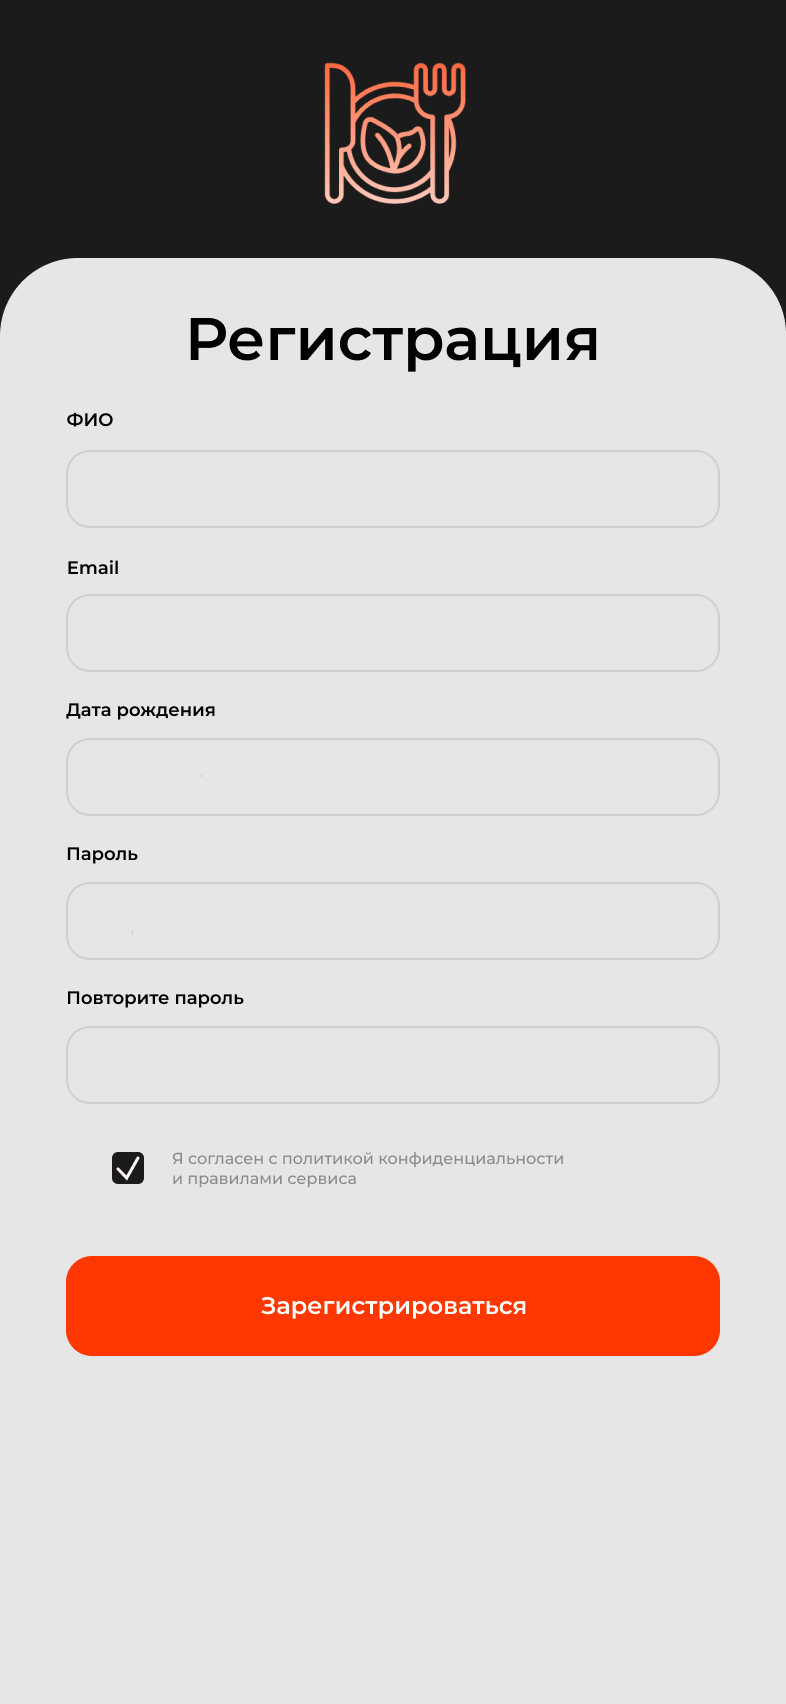 Регистрация
ФИО
Email
Дата рождения
Пароль
Повторите пароль
Я согласен с политикой конфиденциальности
и правилами сервиса
Зарегистрироваться